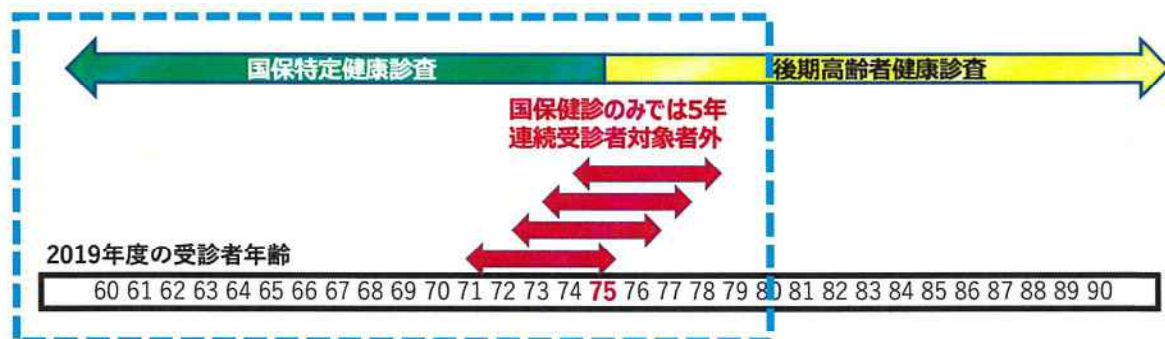 国保特定健康診査
後期高齢者健康診査
国保健診のみでは5年
連続受診者対象者外
2019年度の受診者年齢
60 61 62 63 64 65 66 67 68 69 70 71 72 73 74 75 76 77 78 79 80 81 82 83 84 85 86 87 88 89 90